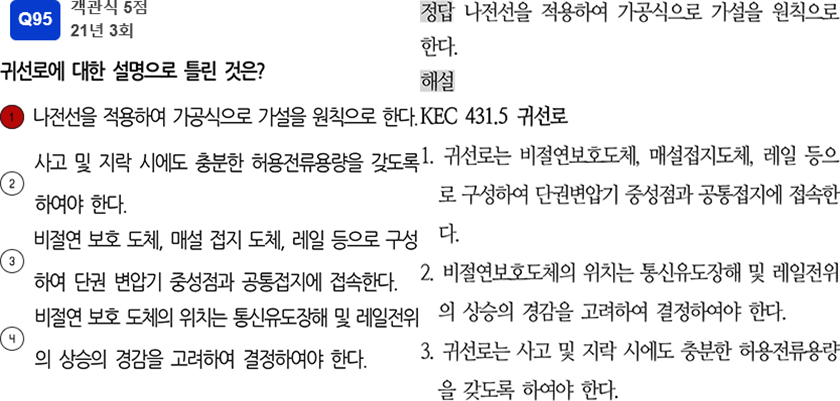 Q95
객관식 5점
21년 3회
귀선로에 대한 설명으로 틀린 것은?
1 나전선을 적용하여 가공식으로 가설을 원칙으로 한다.
2 사고 및 지락 시에도 충분한 허용전류용량을 갖도록
하여야 한다.
3 비절연 보호 도체, 매설 접지 도체, 레일 등으로 구성
하여 단권 변압기 중성점과 공통접지에 접속한다.
4 비절연 보호 도체의 위치는 통신유도장해 및 레일전위
의 상승의 경감을 고려하여 결정하여야 한다.
정답 나전선을 적용하여 가공식으로 가설을 원칙으로
한다.
해설
KEC 431.5 귀선로
1. 귀선로는 비절연보호도체, 매설접지도체, 레일 등으
로 구성하여 단권변압기 중성점과 공통접지에 접속한
다.
2. 비절연보호도체의 위치는 통신유도장해 및 레일전위
의 상승의 경감을 고려하여 결정하여야 한다.
3. 귀선로는 사고 및 지락 시에도 충분한 허용전류용량
을 갖도록 하여야 한다.